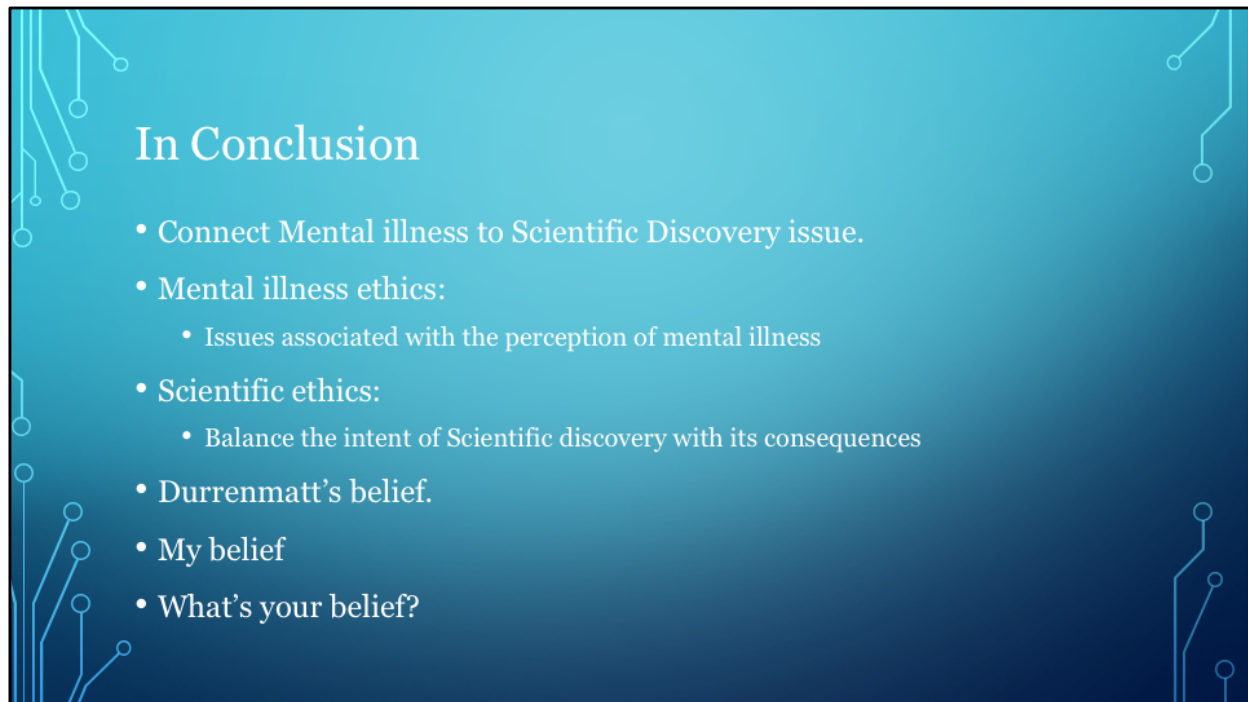 In Conclusion
• Connect Mental illness to Scientific Discovery issue.
• Mental illness ethics:
• Issues associated with the perception of mental illness
• Scientific ethics:
• Balance the intent of Scientific discovery with its consequences
• Durrenmatt’s belief.
• My belief
• What’s your belief?